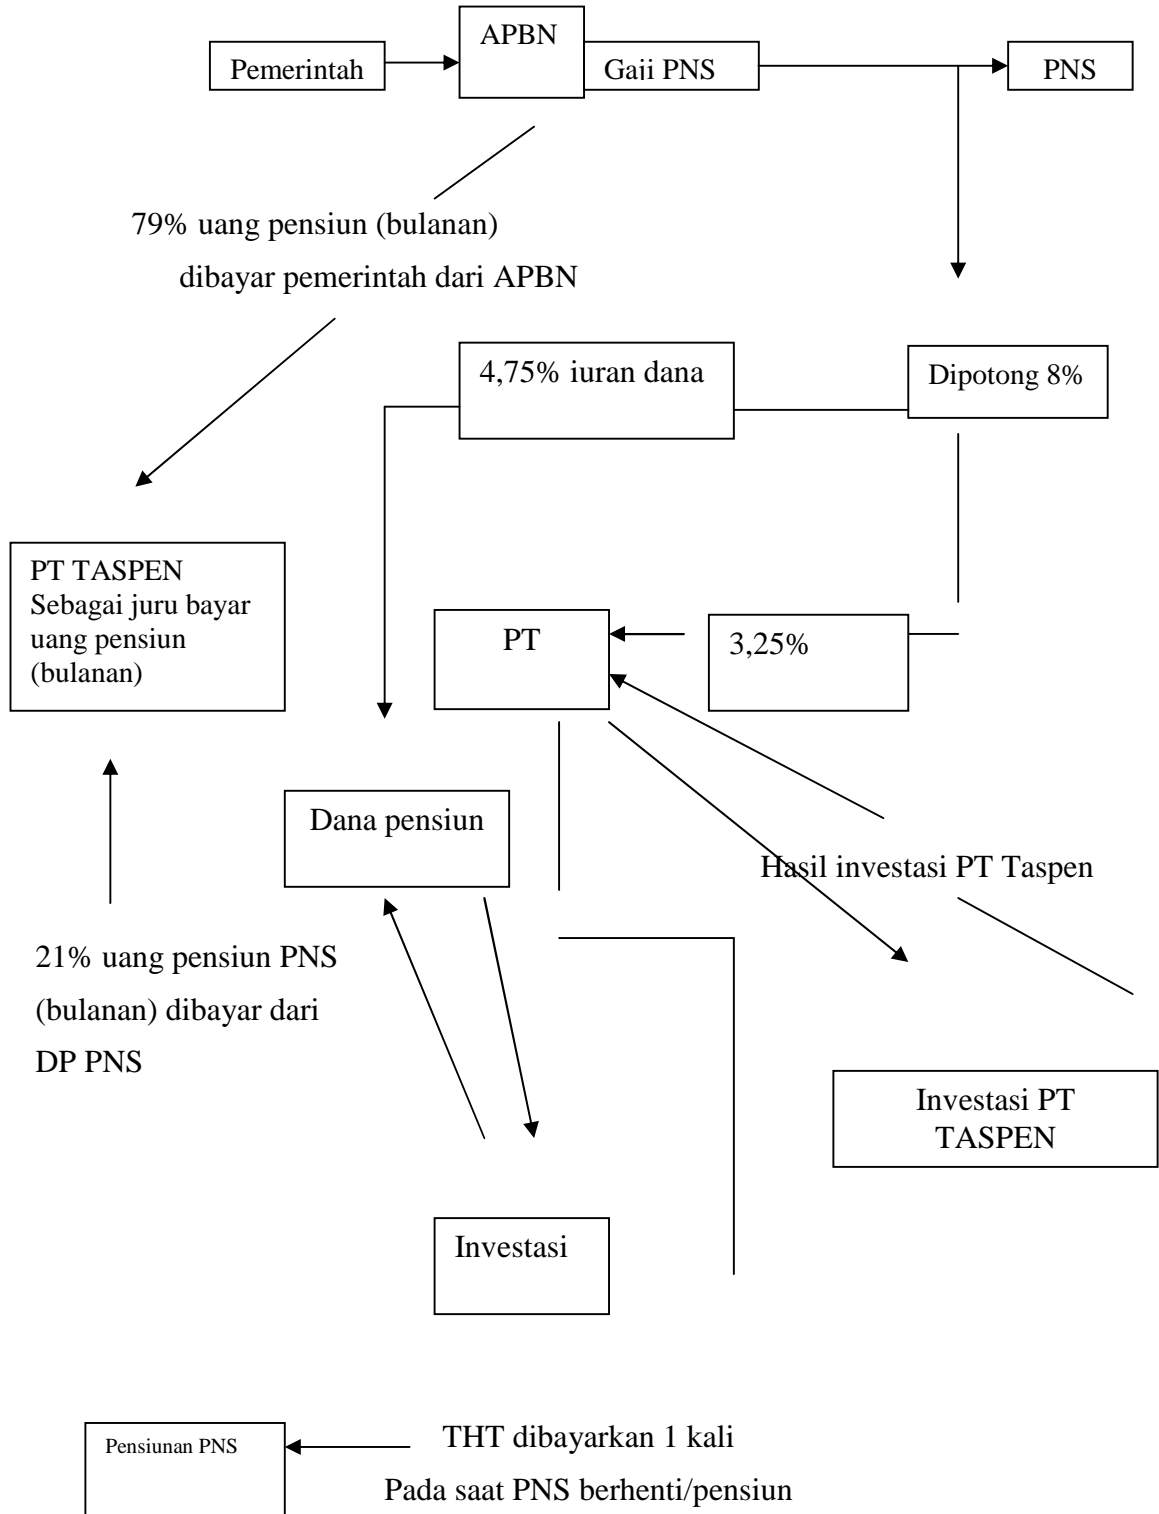 APBN
Pemerintah
Gaji PNS
PNS
79% uang pensiun (bulanan)
dibayar pemerintah dari APBN
4,75% iuran dana
Dipotong 8%
PT TASPEN
Sebagai juru bayar
uang pensiun
(bulanan)
PT
3,25%
Dana pensiun
Hasil investasi PT Taspen
21% uang pensiun PNS
(bulanan) dibayar dari
DP PNS
Investasi PT
TASPEN
Investasi
Pensiunan PNS
THT dibayarkan 1 kali
Pada saat PNS berhenti/pensiun